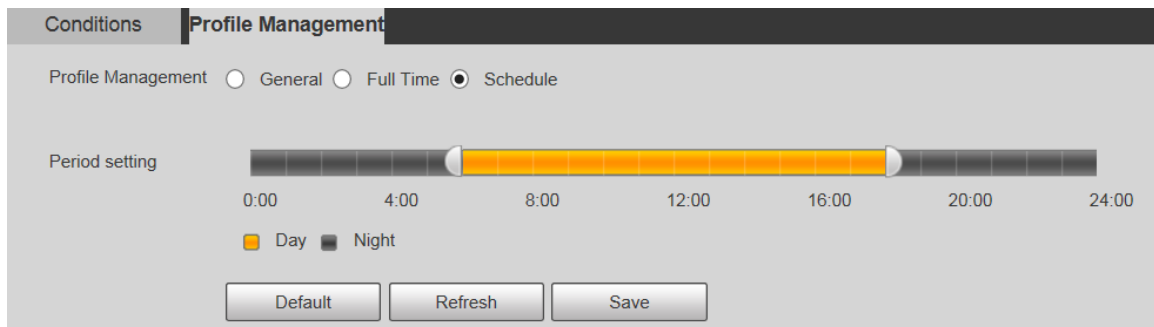 Conditions Profile Management
Profile Management General Full Time Schedule
Period setting
0:00 4:00 8:00 12:00 16:00 20:00 24:00
Day Night
Default Refresh Save